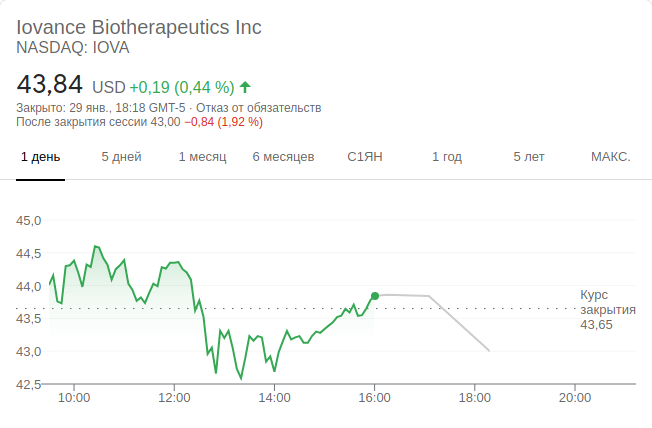 Iovance Biotherapeutics Inc
NASDAQ: IOVA
43,84 USD +0,19 (0,44 %)
Закрыто: 29 янв., 18:18 GMT-5 · Отказ от обязательств
После закрытия сессии 43,00 −0,84 (1,92 %)
1 день 5 дней 1 месяц 6 месяцев С1ЯН 1 год 5 лет МАКС.
45,0
44,5
44,0
43,5
43,0
42,5
Курс
закрытия
43,65
10:00 12:00 14:00 16:00 18:00 20:00